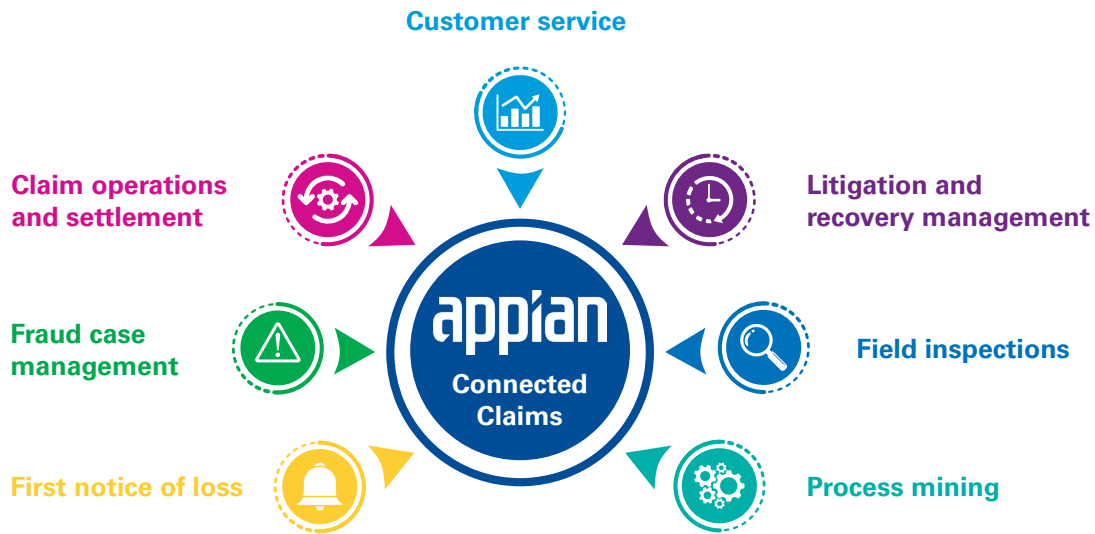 Customer service
Claim operations
and settlement
Litigation and
recovery management
appian
Connected
Claims
Fraud case
management
Field inspections
First notice of loss
Process mining